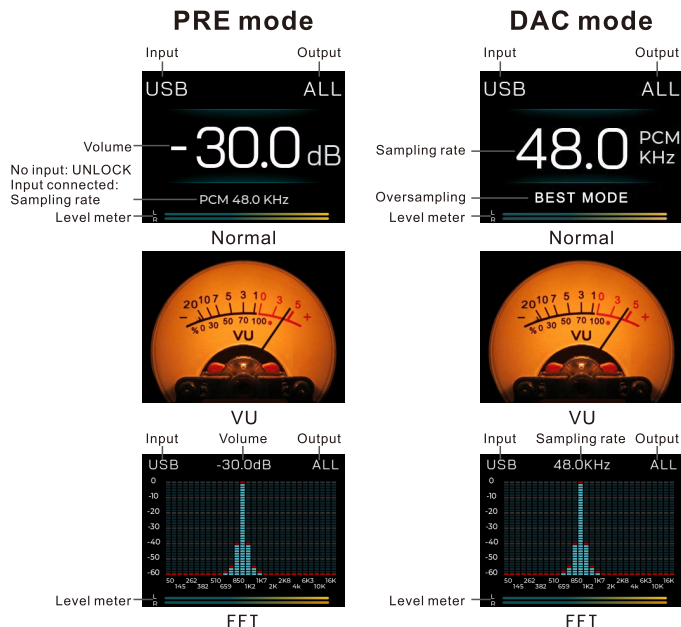 PRE mode
DAC mode
Input
Output
Input
Output
USB
ALL
USB
ALL
Volume
-30.0 dB
Sampling rate
48.0 PCM KHz
No input: UNLOCK
Input connected:
Sampling rate
PCM 48.0 KHz
Oversampling
BEST MODE
Level meter
L
R
Level meter
L
R
Normal
Normal
20 10 7 5 3 1 0 3 5
- +
% 0 30 50 70 100
VU
20 10 7 5 3 1 0 3 5
- +
% 0 30 50 70 100
VU
VU
VU
Input
Volume
Output
Input
Sampling rate
Output
USB
-30.0dB
ALL
USB
48.0KHz
ALL
0
-10
-20
-30
-40
-50
-60
50 262 510 850 1K7 2K8 6K3 16K
145 382 659 1K2 2K 4k 10K
0
-10
-20
-30
-40
-50
-60
50 262 510 850 1K7 2K8 6K3 16K
145 382 659 1K2 2K 4k 10K
Level meter
L
R
Level meter
L
R
FFT
FFT